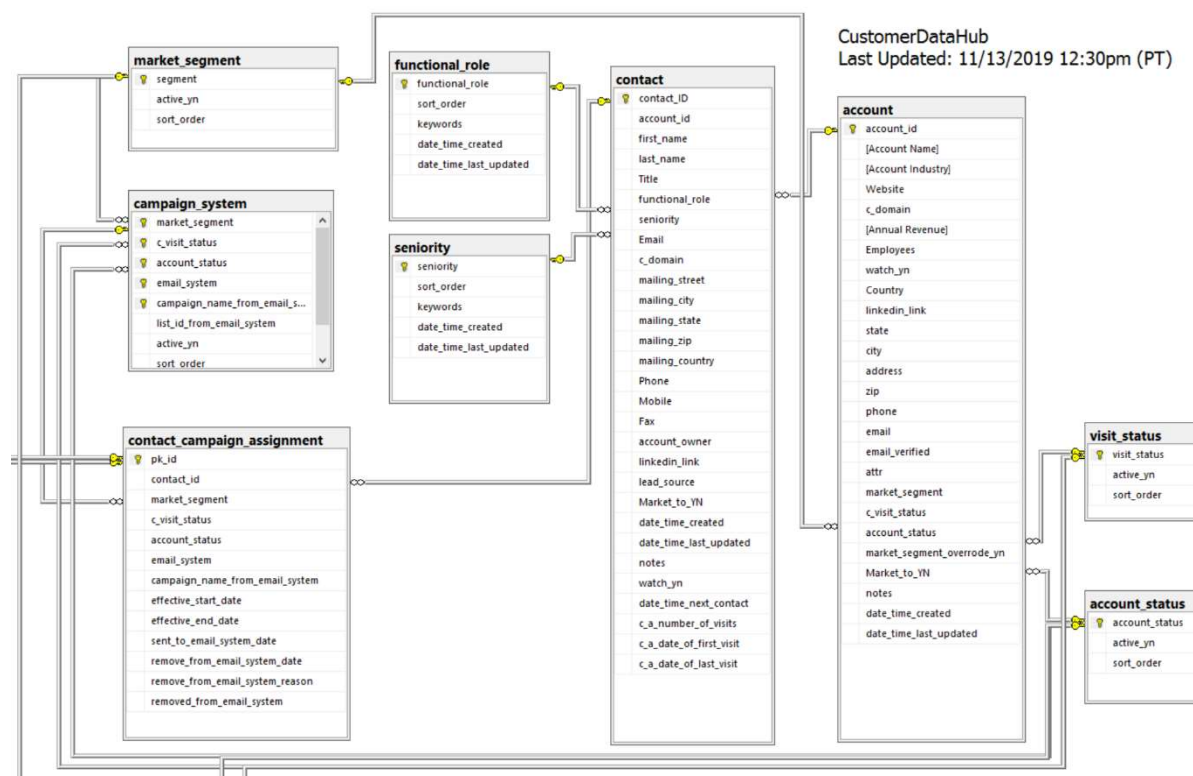 CustomerDataHub
Last Updated: 11/13/2019 12:30pm (PT)
market_segment
segment
active_yn
sort_order
campaign_system
market_segment
c_visit_status
account_status
email_system
campaign_name_from_email_s...
list_id_from_email_system
active_yn
sort_order
contact_campaign_assignment
pk_id
contact_id
market_segment
c_visit_status
account_status
email_system
campaign_name_from_email_system
effective_start_date
effective_end_date
sent_to_email_system_date
remove_from_email_system_date
remove_from_email_system_reason
removed_from_email_system
functional_role
functional_role
sort_order
keywords
date_time_created
date_time_last_updated
seniority
seniority
sort_order
keywords
date_time_created
date_time_last_updated
contact
contact_ID
account_id
first_name
last_name
Title
functional_role
seniority
Email
c_domain
mailing_street
mailing_city
mailing_state
mailing_zip
mailing_country
Phone
Mobile
Fax
account_owner
linkedin_link
lead_source
Market_to_YN
date_time_created
date_time_last_updated
notes
watch_yn
date_time_next_contact
c_a_number_of_visits
c_a_date_of_first_visit
c_a_date_of_last_visit
account
account_id
[Account Name]
[Account Industry]
Website
c_domain
[Annual Revenue]
Employees
watch_yn
Country
linkedin_link
state
city
address
zip
phone
email
email_verified
attr
market_segment
c_visit_status
account_status
market_segment_overrode_yn
Market_to_YN
notes
date_time_created
date_time_last_updated
visit_status
visit_status
active_yn
sort_order
account_status
account_status
active_yn
sort_order